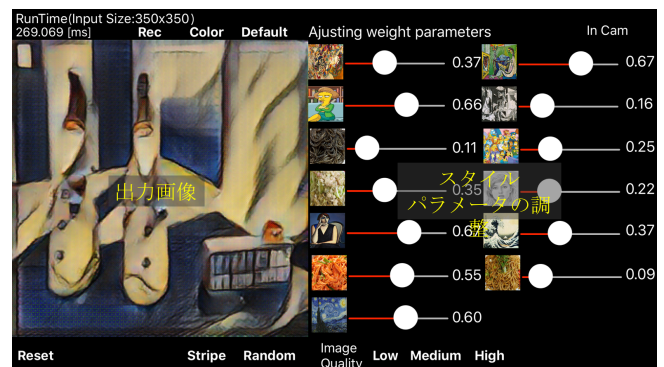 RunTime(Input Size:350x350)
269.069 [ms]
Rec
Color
Default
Ajusting weight parameters
In Cam
0.37
0.67
0.66
0.16
0.11
0.25
出力画像
スタイル
パラメータの調
整
0.35
0.22
0.37
0.55
0.09
0.60
Reset
Stripe
Random
Image
Quality
Low
Medium
High